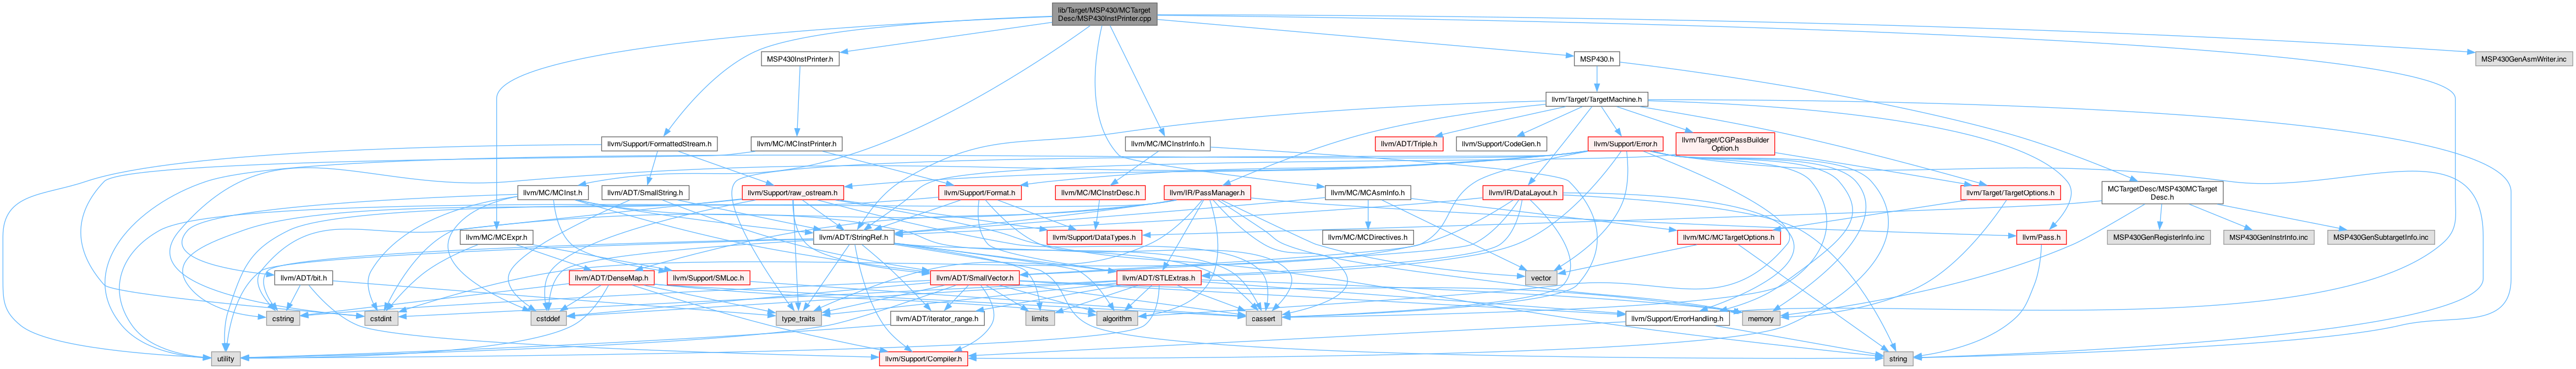 lib/Target/MSP430/MCTarget
Desc/MSP430InstPrinter.cpp
MSP430InstPrinter.h
MSP430.h
MSP430GenAsmWriter.inc
llvm/Target/TargetMachine.h
llvm/Support/FormattedStream.h
llvm/MC/MCInstPrinter.h
llvm/MC/MCInstrInfo.h
llvm/ADT/Triple.h
llvm/Support/CodeGen.h
llvm/Support/Error.h
llvm/Target/CGPassBuilder
Option.h
llvm/MC/MCInst.h
llvm/ADT/SmallString.h
llvm/Support/raw_ostream.h
llvm/Support/Format.h
llvm/MC/MCInstrDesc.h
llvm/IR/PassManager.h
llvm/MC/MCAsmInfo.h
llvm/IR/DataLayout.h
llvm/Target/TargetOptions.h
MCTargetDesc/MSP430MCTarget
Desc.h
llvm/MC/MCExpr.h
llvm/ADT/StringRef.h
llvm/Support/DataTypes.h
llvm/MC/MCDirectives.h
llvm/MC/MCTargetOptions.h
llvm/Pass.h
MSP430GenRegisterInfo.inc
MSP430GenInstrInfo.inc
MSP430GenSubtargetInfo.inc
llvm/ADT/bit.h
llvm/ADT/DenseMap.h
llvm/Support/SMLoc.h
llvm/ADT/SmallVector.h
llvm/ADT/STLExtras.h
vector
cstring
cstdint
cstddef
type_traits
llvm/ADT/iterator_range.h
limits
algorithm
cassert
llvm/Support/ErrorHandling.h
memory
utility
llvm/Support/Compiler.h
string